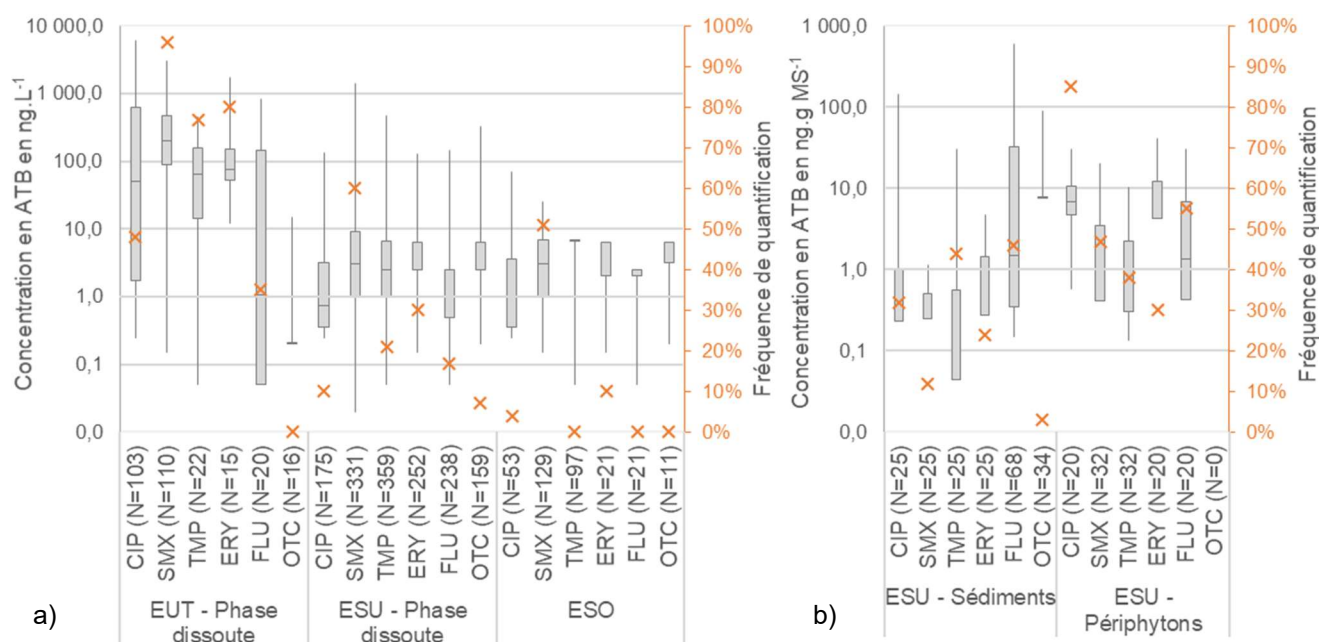 Concentration en ATB en ng.L-1
10 000,0
1 000,0
100,0
10,0
1,0
0,1
0,0
100%
90%
80%
70%
60%
50%
40%
30%
20%
10%
0%
Fréquence de quantification
CIP (N=103)
SMX (N=110)
TMP (N=22)
ERY (N=15)
FLU (N=20)
OTC (N=16)
CIP (N=175)
SMX (N=331)
TMP (N=359)
ERY (N=252)
FLU (N=238)
OTC (N=159)
CIP (N=53)
SMX (N=129)
TMP (N=97)
ERY (N=21)
FLU (N=21)
OTC (N=11)
EUT - Phase
dissoute
ESU - Phase
dissoute
ESO
a)
Concentration en ATB en ng.g MS-1
1 000,0
100,0
10,0
1,0
0,1
0,0
100%
90%
80%
70%
60%
50%
40%
30%
20%
10%
0%
Fréquence de quantification
CIP (N=25)
SMX (N=25)
TMP (N=25)
ERY (N=25)
FLU (N=68)
OTC (N=34)
CIP (N=20)
SMX (N=32)
TMP (N=32)
ERY (N=20)
FLU (N=20)
OTC (N=0)
ESU - Sédiments
ESU -
Périphytons
b)